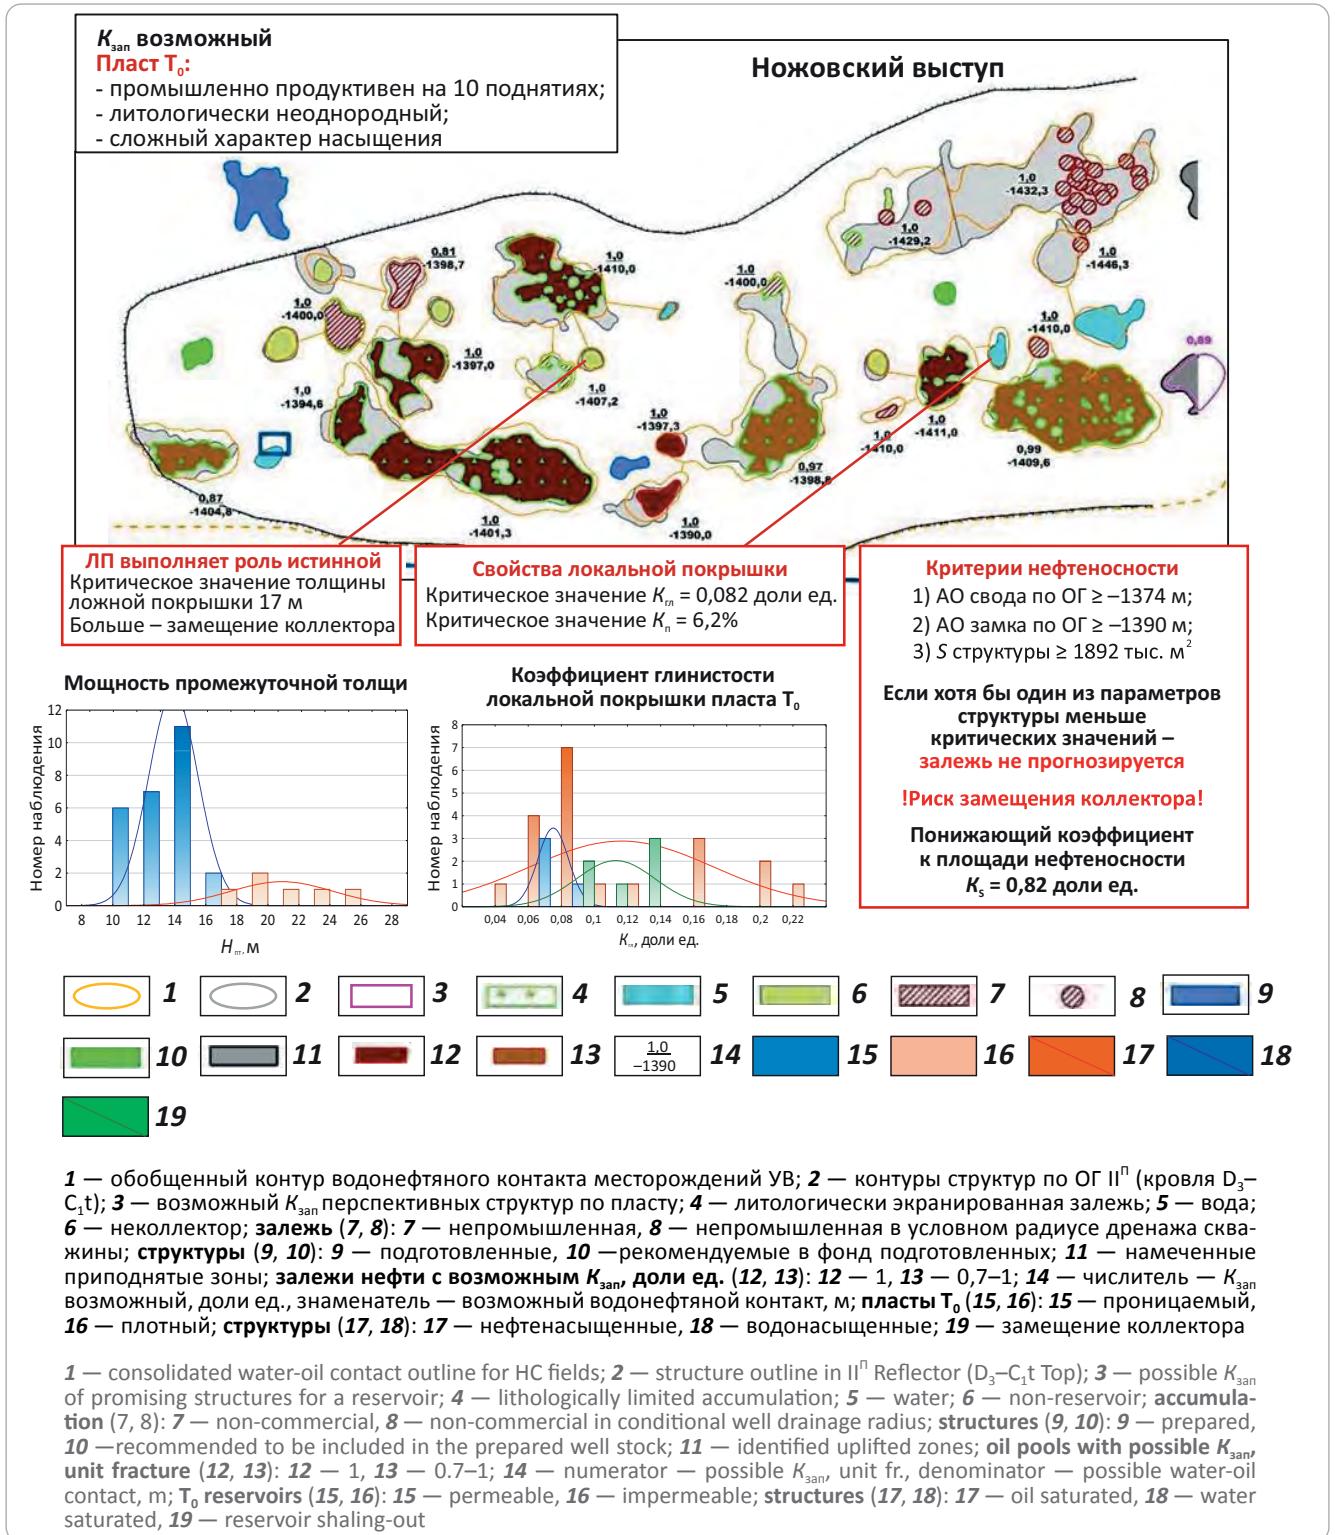 K зап возможный
Пласт T₀:
- промышленно продуктивен на 10 поднятиях;
- литологически неоднородный;
- сложный характер насыщения
Ножовский выступ
1,0
-1432,3
1,0
-1429,2
1,0
-1446,3
0,81
-1398,7
1,0
-1410,0
1,0
-1400,0
1,0
-1400,0
1,0
-1410,0
0,89
1,0
-1397,0
1,0
-1394,6
1,0
-1407,2
1,0
-1397,3
1,0
-1410,0
1,0
-1411,0
0,99
-1409,6
0,97
-1398,8
0,87
-1404,8
1,0
-1401,3
1,0
-1390,0
ЛП выполняет роль истинной
Критическое значение толщины
ложной покрышки 17 м
Больше – замещение коллектора
Свойства локальной покрышки
Критическое значение Kгл = 0,082 доли ед.
Критическое значение Kп = 6,2%
Критерии нефтеносности
1) АО свода по ОГ ≥ –1374 м;
2) АО замка по ОГ ≥ –1390 м;
3) S структуры ≥ 1892 тыс. м²
Если хотя бы один из параметров
структуры меньше
критических значений –
залежь не прогнозируется
!Риск замещения коллектора!
Понижающий коэффициент
к площади нефтеносности
Ks = 0,82 доли ед.
Мощность промежуточной толщи
Номер наблюдения
12
10
8
6
4
2
0
8 10 12 14 16 18 20 22 24 26 28
Hпт, м
Коэффициент глинистости
локальной покрышки пласта T₀
Номер наблюдения
8
7
6
5
4
3
2
1
0
0,04 0,06 0,08 0,1 0,12 0,14 0,16 0,18 0,2 0,22
Kгл, доли ед.
1 2 3 4 5 6 7 8 9
10 11 12 13 1,0 14 15 16 17 18
–1390
19
1 — обобщенный контур водонефтяного контакта месторождений УВ; 2 — контуры структур по ОГ IIᴨ (кровля D₃–
C₁t); 3 — возможный Kзап перспективных структур по пласту; 4 — литологически экранированная залежь; 5 — вода;
6 — неколлектор; залежь (7, 8): 7 — непромышленная, 8 — непромышленная в условном радиусе дренажа сква-
жины; структуры (9, 10): 9 — подготовленные, 10 —рекомендуемые в фонд подготовленных; 11 — намеченные
приподнятые зоны; залежи нефти с возможным Kзап, доли ед. (12, 13): 12 — 1, 13 — 0,7–1; 14 — числитель — Kзап
возможный, доли ед., знаменатель — возможный водонефтяной контакт, м; пласты T₀ (15, 16): 15 — проницаемый,
16 — плотный; структуры (17, 18): 17 — нефтенасыщенные, 18 — водонасыщенные; 19 — замещение коллектора
1 — consolidated water-oil contact outline for HC fields; 2 — structure outline in IIᴨ Reflector (D₃–C₁t Top); 3 — possible Kзап
of promising structures for a reservoir; 4 — lithologically limited accumulation; 5 — water; 6 — non-reservoir; accumula-
tion (7, 8): 7 — non-commercial, 8 — non-commercial in conditional well drainage radius; structures (9, 10): 9 — prepared,
10 —recommended to be included in the prepared well stock; 11 — identified uplifted zones; oil pools with possible Kзап,
unit fracture (12, 13): 12 — 1, 13 — 0.7–1; 14 — numerator — possible Kзап, unit fr., denominator — possible water-oil
contact, m; T₀ reservoirs (15, 16): 15 — permeable, 16 — impermeable; structures (17, 18): 17 — oil saturated, 18 — water
saturated, 19 — reservoir shaling-out